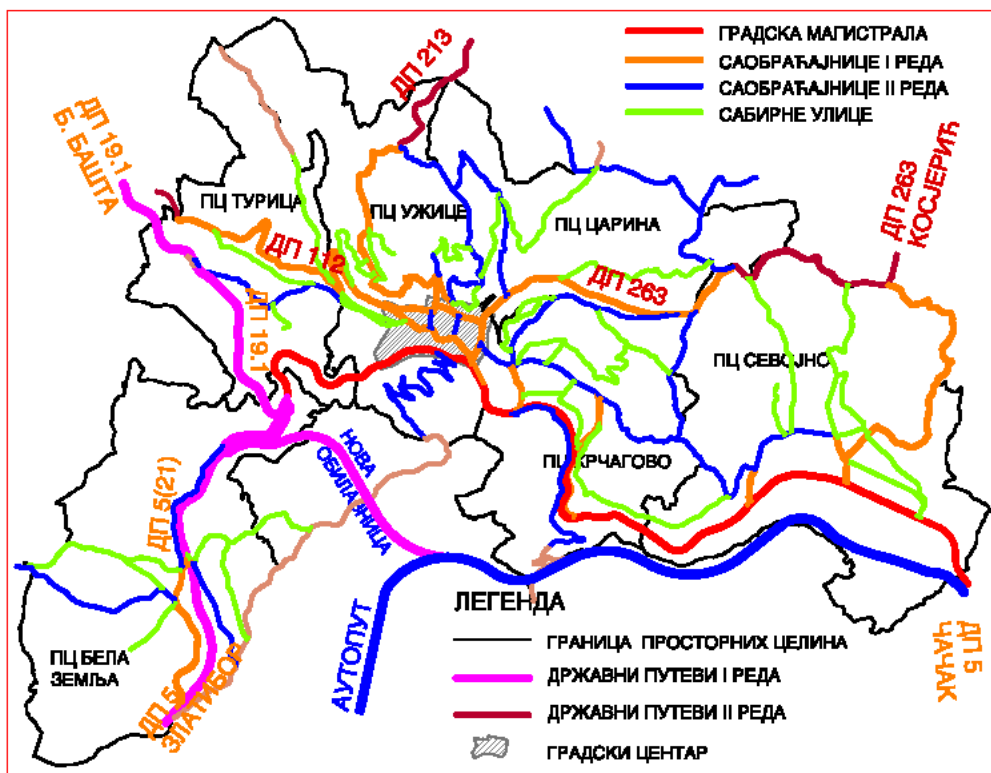 ГРАДСКА МАГИСТРАЛА
САОБРАЋАЈНИЦЕ I РЕДА
САОБРАЋАЈНИЦЕ II РЕДА
САБИРНЕ УЛИЦЕ
ДП 213
ДП 19.1
Б. БАШТА
ПЦ ТУРИЦА
ПЦ УЖИЦЕ
ПЦ ЦАРИНА
ДП 263
КОСЈЕРИЋ
ДП 112
ДП 263
ДП 19.1
ПЦ СЕВОЈНО
ПЦ КРЧАГОВО
НОВА
ОБИЛАЗНИЦА
ДП 5(21)
ПЦ БЕЛА
ЗЕМЉА
ДП 5
ЗЛАТИБОР
АУТОПУТ
ДП 5
ЧАЧАК
ЛЕГЕНДА
ГРАНИЦА ПРОСТОРНИХ ЦЕЛИНА
ДРЖАВНИ ПУТЕВИ I РЕДА
ДРЖАВНИ ПУТЕВИ II РЕДА
ГРАДСКИ ЦЕНТАР